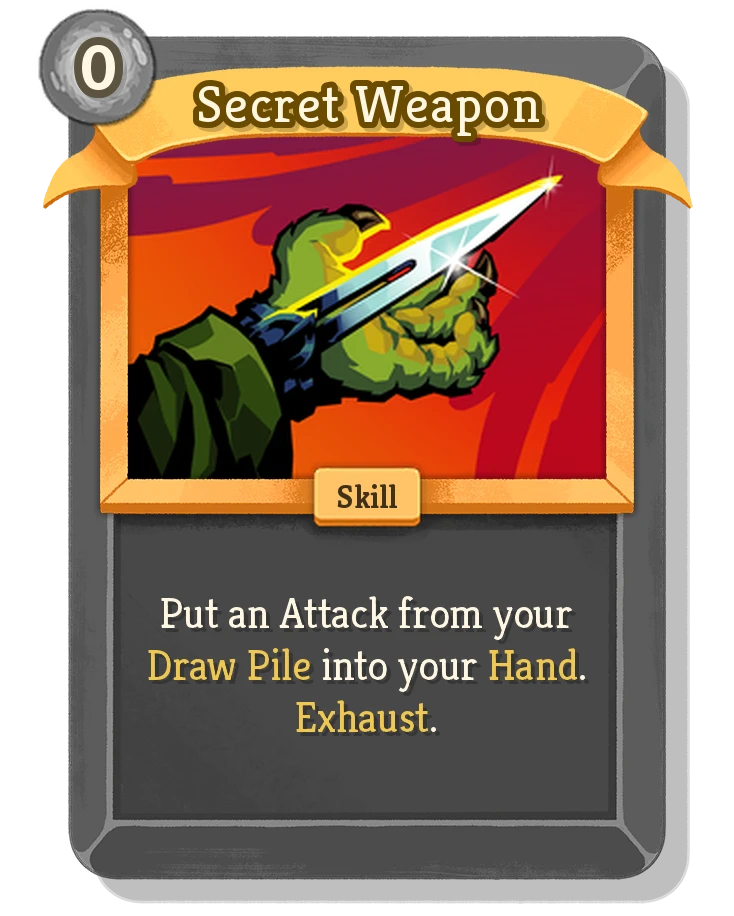 0
Secret Weapon
Skill
Put an Attack from your
Draw Pile into your Hand.
Exhaust.